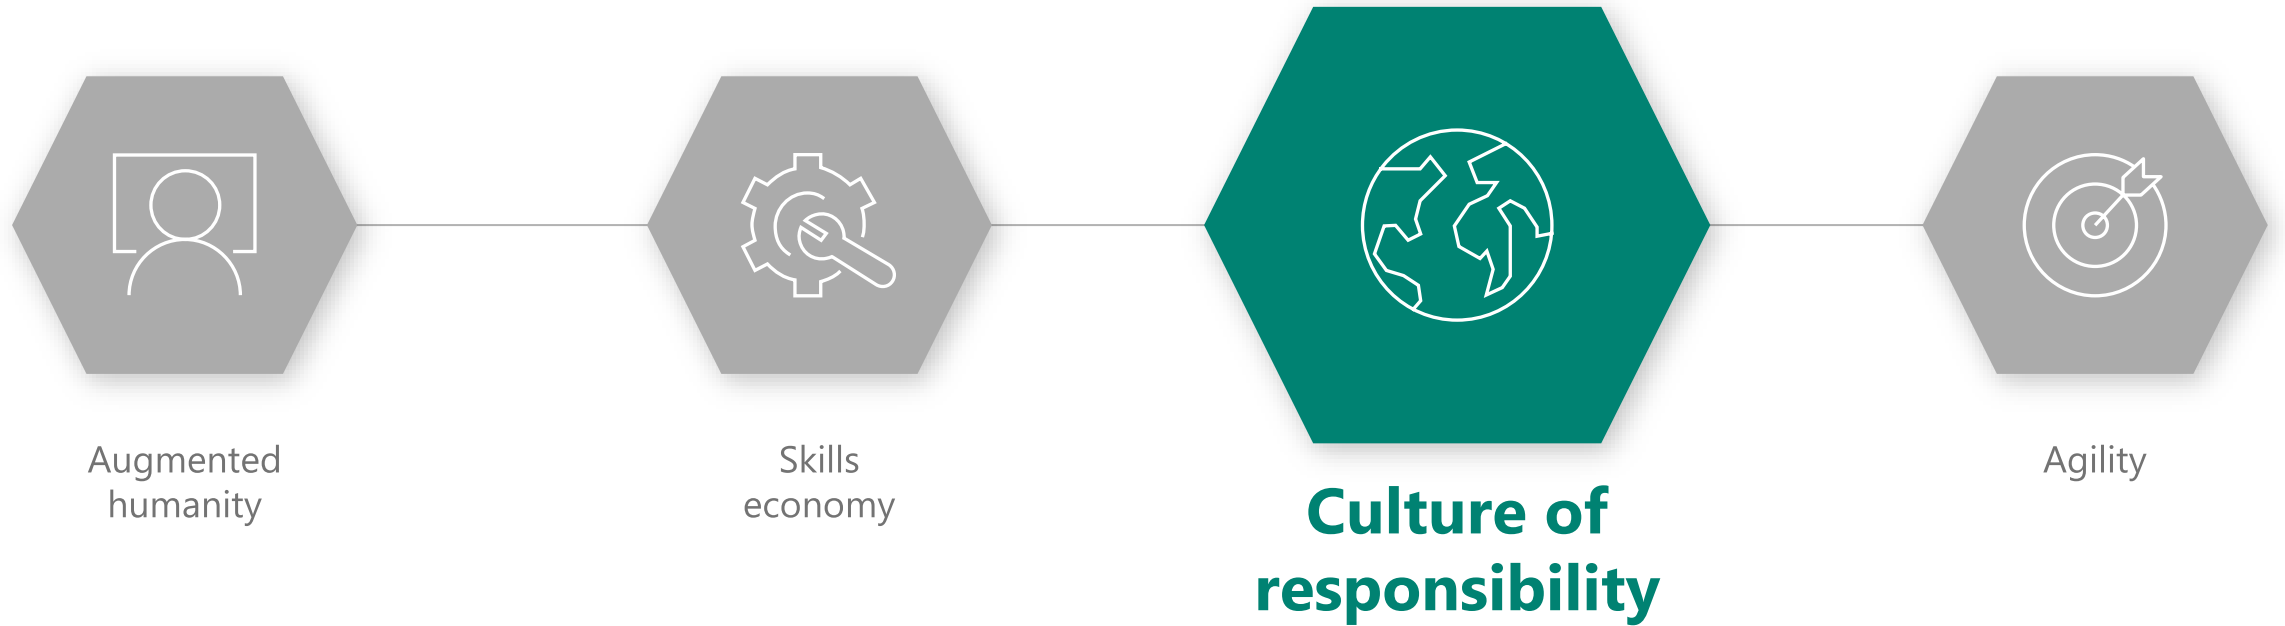 Augmented
humanity
Skills
economy
Culture of
responsibility
Agility